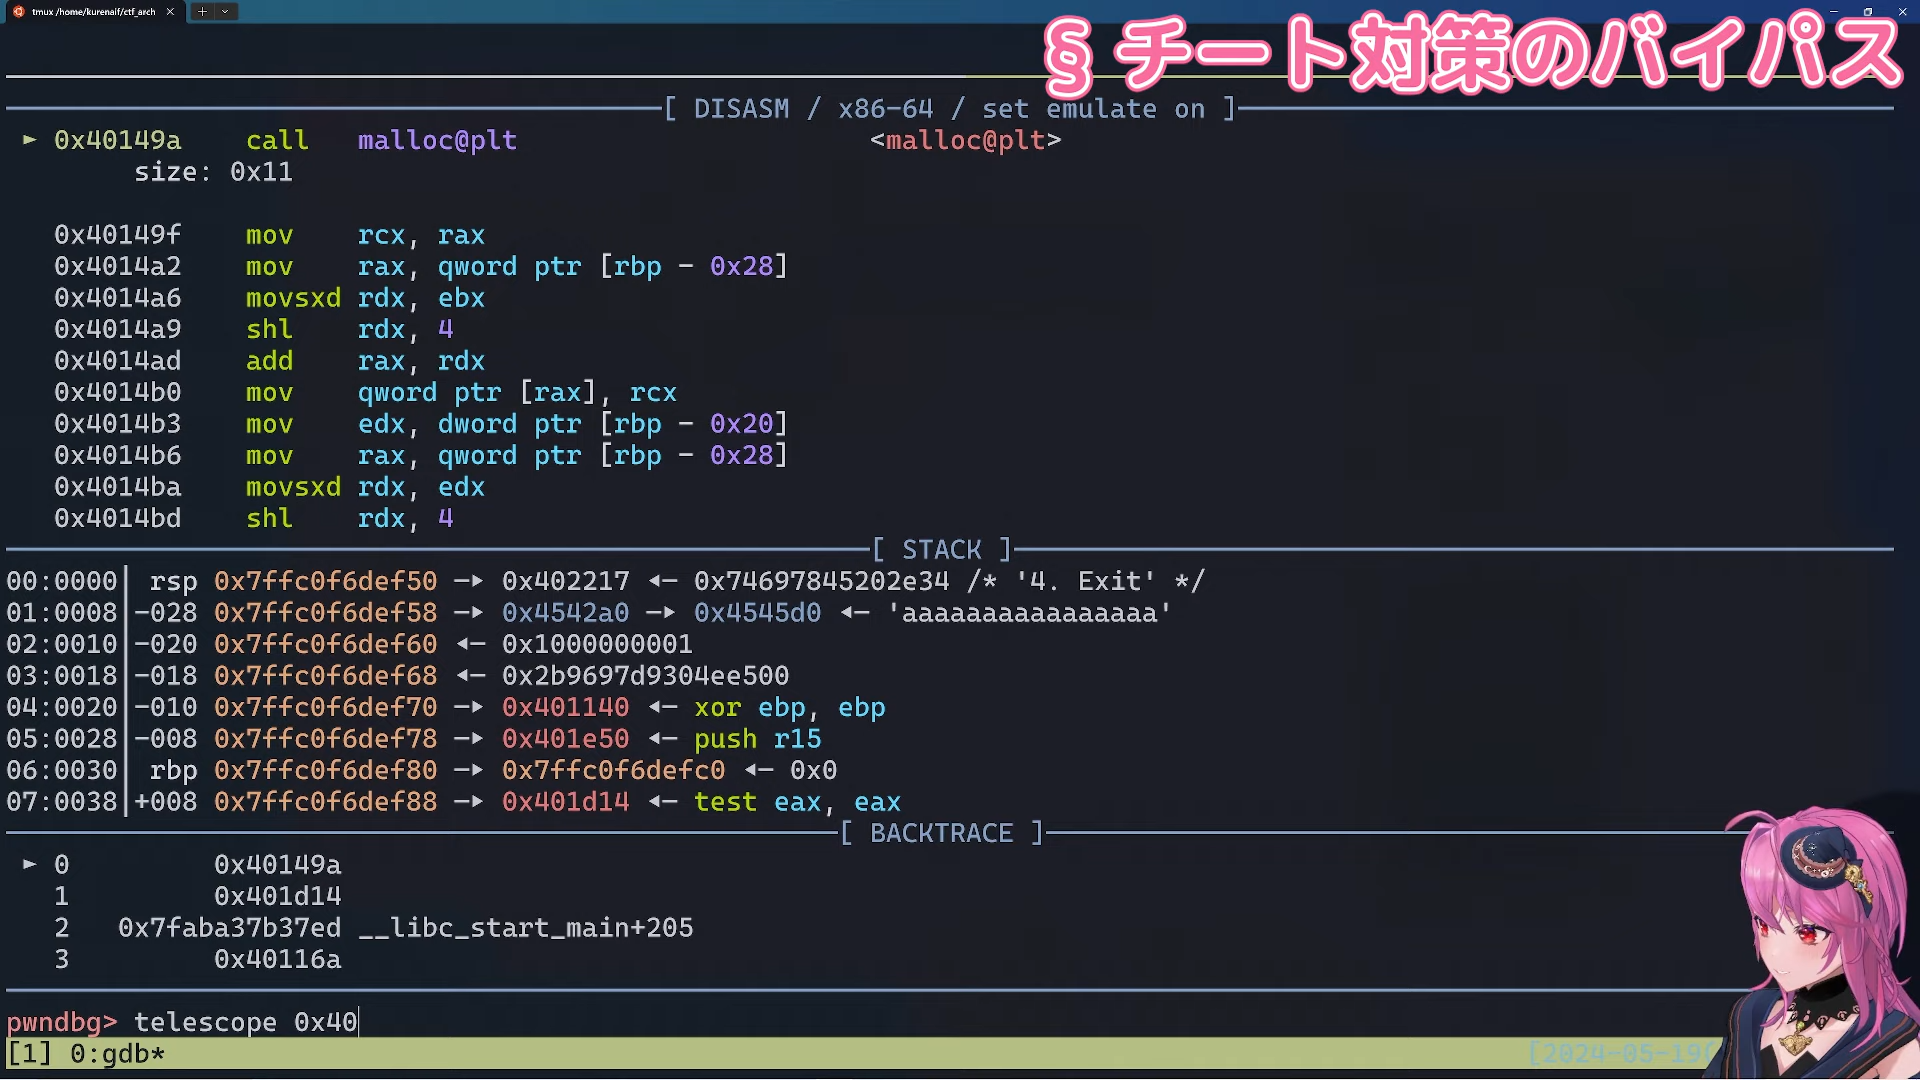 tmux /home/kurenaif/ctf_arch
§ チート対策のバイパス
[ DISASM / x86-64 / set emulate on ]
► 0x40149a call malloc@plt <malloc@plt>
size: 0x11
0x40149f mov rcx, rax
0x4014a2 mov rax, qword ptr [rbp - 0x28]
0x4014a6 movsxd rdx, ebx
0x4014a9 shl rdx, 4
0x4014ad add rax, rdx
0x4014b0 mov qword ptr [rax], rcx
0x4014b3 mov edx, dword ptr [rbp - 0x20]
0x4014b6 mov rax, qword ptr [rbp - 0x28]
0x4014ba movsxd rdx, edx
0x4014bd shl rdx, 4
[ STACK ]
00:0000│ rsp 0x7ffc0f6def50 —▸ 0x402217 ◂— 0x74697845202e34 /* '4. Exit' */
01:0008│-028 0x7ffc0f6def58 —▸ 0x4542a0 —▸ 0x4545d0 ◂— 'aaaaaaaaaaaaaaaa'
02:0010│-020 0x7ffc0f6def60 ◂— 0x1000000001
03:0018│-018 0x7ffc0f6def68 ◂— 0x2b9697d9304ee500
04:0020│-010 0x7ffc0f6def70 —▸ 0x401140 ◂— xor ebp, ebp
05:0028│-008 0x7ffc0f6def78 —▸ 0x401e50 ◂— push r15
06:0030│ rbp 0x7ffc0f6def80 —▸ 0x7ffc0f6defc0 ◂— 0x0
07:0038│+008 0x7ffc0f6def88 —▸ 0x401d14 ◂— test eax, eax
[ BACKTRACE ]
► 0 0x40149a
1 0x401d14
2 0x7faba37b37ed __libc_start_main+205
3 0x40116a
pwndbg> telescope 0x40
[1] 0:gdb*
[2024-05-19(